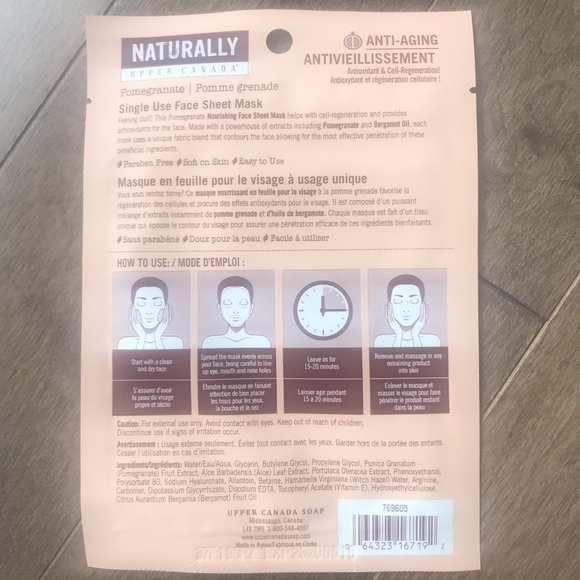 NATURALLY
UPPER CANADA®
ANTI-AGING
ANTIVIEILLISSEMENT
Antioxidant & Cell-Regeneration!
Antioxydant et régénération cellulaire !
Pomegranate | Pomme grenade
Single Use Face Sheet Mask
Feeling dull? This Pomegranate Nourishing Face Sheet Mask helps with cell-regeneration and provides
antioxidants for the face. Made with a powerhouse of extracts including Pomegranate and Bergamot Oil, each
mask uses a unique fabric blend that contours the face allowing for the most effective penetration of these
beneficial ingredients.
Paraben Free Soft on Skin Easy to Use
Masque en feuille pour le visage à usage unique
Vous vous sentez terne? Ce masque nourrissant en feuille pour le visage à la pomme grenade favorise la
régénération des cellules et procure des effets antioxydants pour le visage. Il est composé d'un puissant
mélange d'extraits notamment de pomme grenade et d'huile de bergamote. Chaque masque est fait d'un tissu
unique qui épouse le contour du visage pour assurer une pénétration efficace de ces ingrédients bienfaisants.
Sans parabène Doux pour la peau Facile à utiliser
HOW TO USE: / MODE D'EMPLOI :
Start with a clean
and dry face
S'assurer d'avoir
la peau du visage
propre et sèche
Spread the mask evenly across
your face, being careful to line
up eye, mouth and nose holes
Étendre le masque en faisant
attention de bien placer
les trous pour les yeux,
la bouche et le nez
Leave on for
15-20 minutes
Laisser agir pendant
15 à 20 minutes
Remove and massage in any
remaining product
into skin
Enlever le masque et
masser le visage pour faire
pénétrer le produit restant
dans la peau
Caution: For external use only. Avoid contact with eyes. Keep out of reach of children.
Discontinue use if signs of irritation occur.
Avertissement : Usage externe seulement. Éviter tout contact avec les yeux. Garder hors de la portée des enfants.
Cesser l'utilisation en cas d'irritation.
Ingredients/Ingrédients: Water/Eau/Aqua, Glycerin, Butylene Glycol, Propylene Glycol, Punica Granatum
(Pomegranate) Fruit Extract, Aloe Barbadensis (Aloe) Leaf Extract, Portulaca Oleracea Extract, Phenoxyethanol,
Polysorbate 80, Sodium Hyaluronate, Allantoin, Betaine, Hamamelis Virginiana (Witch Hazel) Water, Arginine,
Carbomer, Dipotassium Glycyrrhizate, Disodium EDTA, Tocopheryl Acetate (Vitamin E), Hydroxyethylcellulose,
Citrus Aurantium Bergamia (Bergamot) Fruit Oil
UPPER CANADA SOAP
Mississauga, Canada
L4X 2W5 1-800-548-4097
www.uppercanadasoap.com
Made in Korea/Fabriqué en Corée
769605
0 64323 16719 2